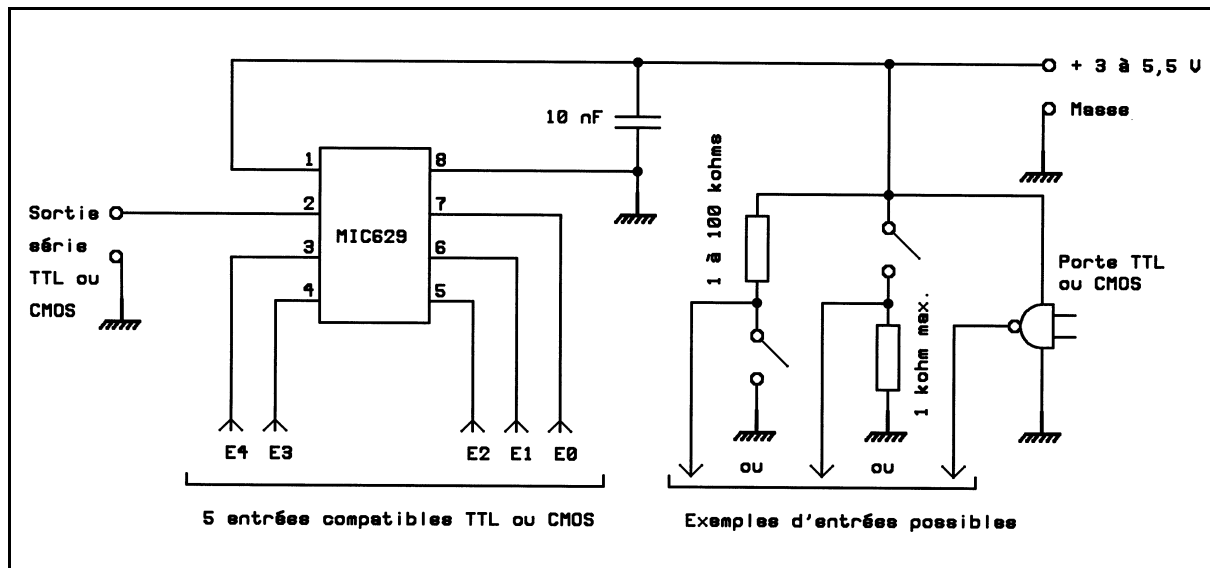 + 3 à 5,5 V
10 nF
Masse
1
8
Sortie
2
7
série
MIC629
1 à 100 kohms
3
6
TTL ou
Porte TTL
ou CMOS
4
5
CMOS
1 kohm max.
E4
E3
E2
E1
E0
ou
ou
5 entrées compatibles TTL ou CMOS
Exemples d'entrées possibles